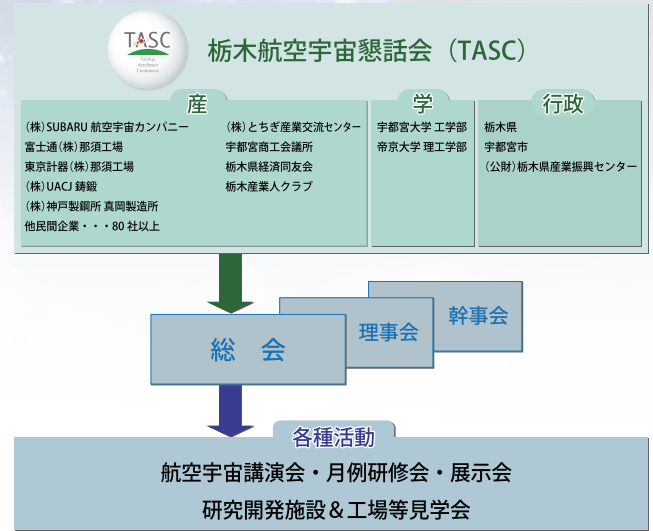 TASC
Tochigi
AeroSpace
Conference
栃木航空宇宙懇話会（TASC）
産
（株）SUBARU 航空宇宙カンパニー
富士通（株）那須工場
東京計器（株）那須工場
（株）UACJ 鋳鍛
（株）神戸製鋼所 真岡製造所
他民間企業・・・80 社以上
（株）とちぎ産業交流センター
宇都宮商工会議所
栃木県経済同友会
栃木産業人クラブ
学
宇都宮大学 工学部
帝京大学 理工学部
行政
栃木県
宇都宮市
（公財）栃木県産業振興センター
総　会
理事会
幹事会
各種活動
航空宇宙講演会・月例研修会・展示会
研究開発施設＆工場等見学会